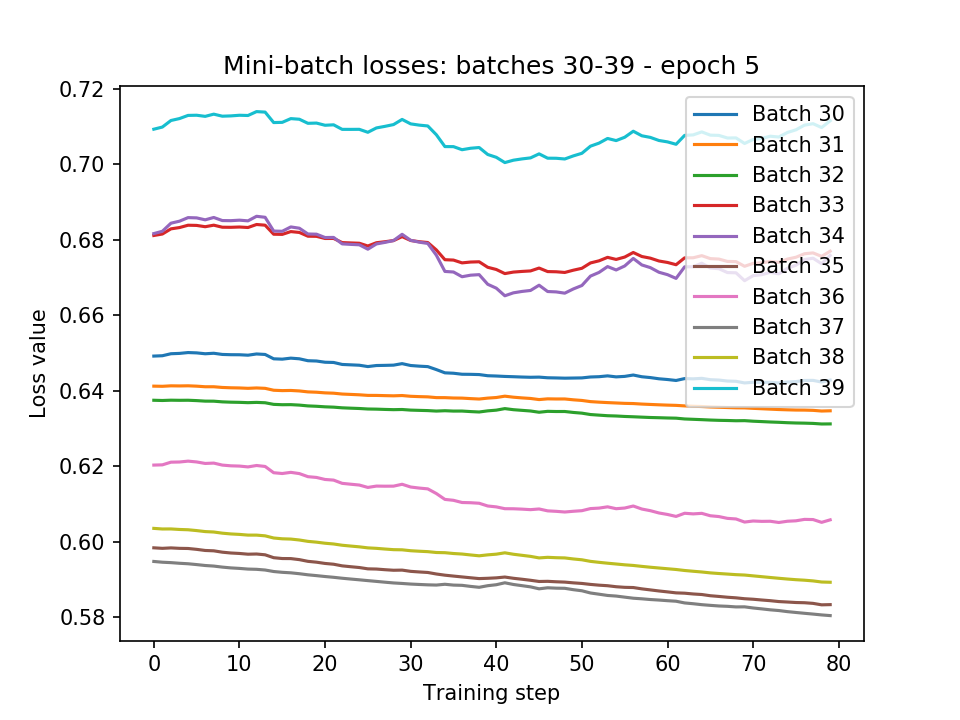 Mini-batch losses: batches 30-39 - epoch 5
0.72
0.70
0.68
0.66
0.64
0.62
0.60
0.58
Loss value
Batch 30
Batch 31
Batch 32
Batch 33
Batch 34
Batch 35
Batch 36
Batch 37
Batch 38
Batch 39
0 10 20 30 40 50 60 70 80
Training step